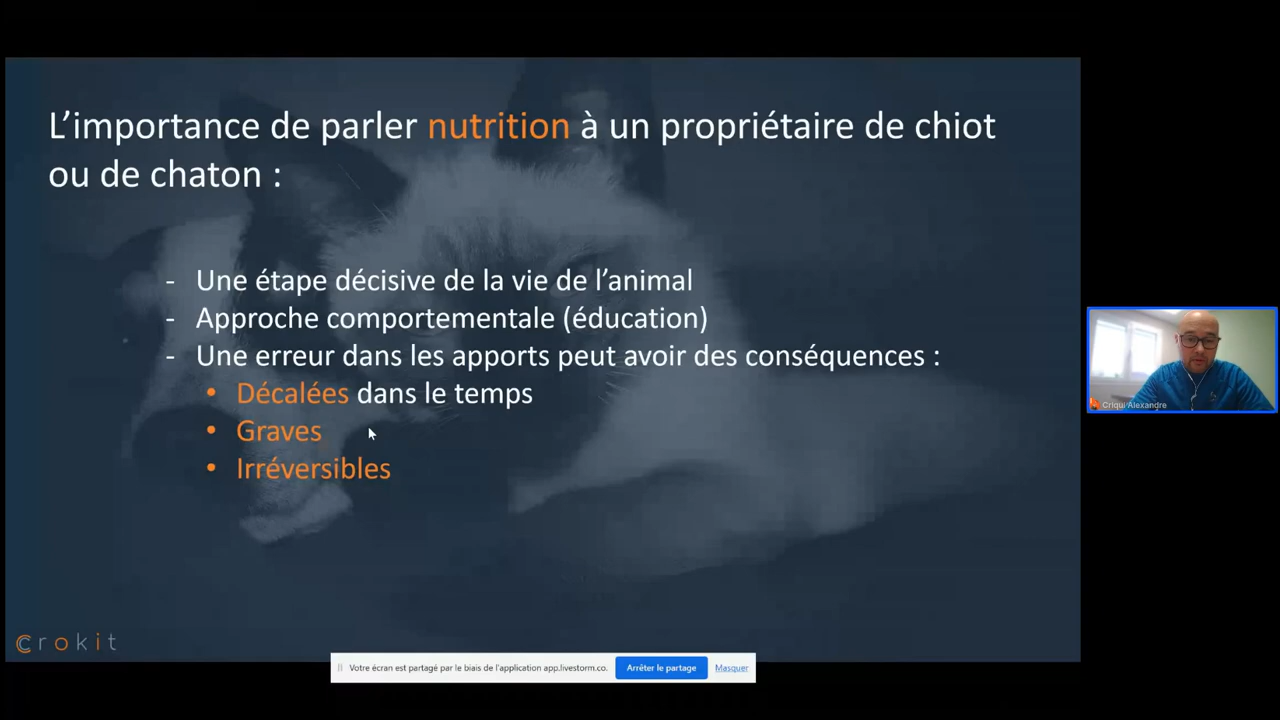 L'importance de parler nutrition à un propriétaire de chiot
ou de chaton :
- Une étape décisive de la vie de l'animal
- Approche comportementale (éducation)
- Une erreur dans les apports peut avoir des conséquences :
• Décalées dans le temps
• Graves
• Irréversibles
Criqui Alexandre
crokit
Votre écran est partagé par le biais de l'application app.livestorm.co. Arrêter le partage Masquer